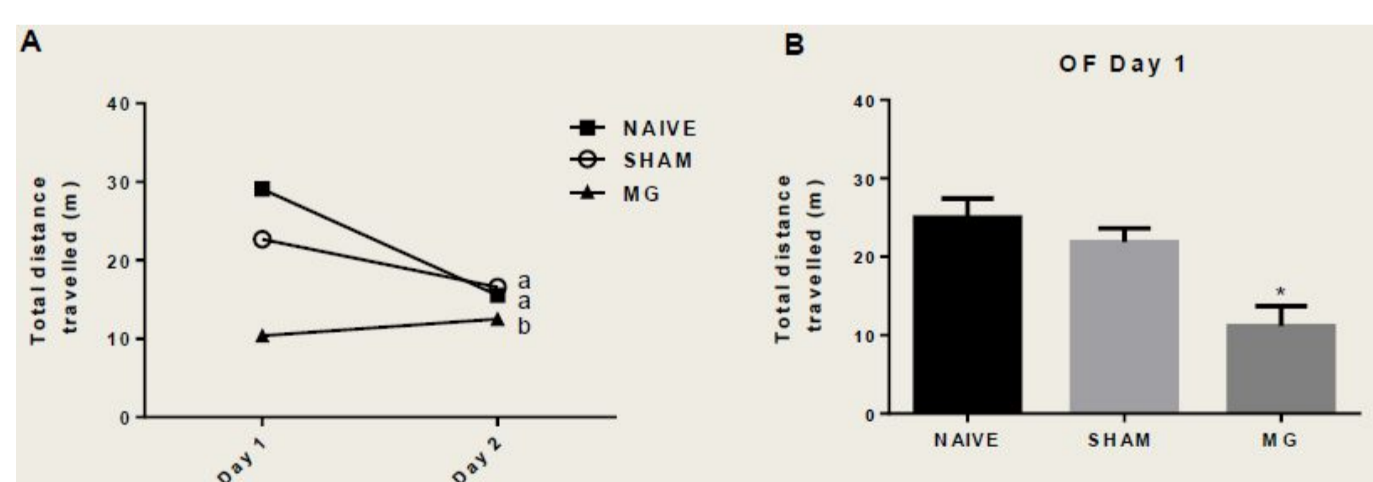 A
Total distance
travelled (m)
40
30
20
10
0
Day 1
Day 2
NAIVE
SHAM
MG
a
a
b
B
OF Day 1
Total distance
travelled (m)
40
30
20
10
0
*
NAIVE
SHAM
MG